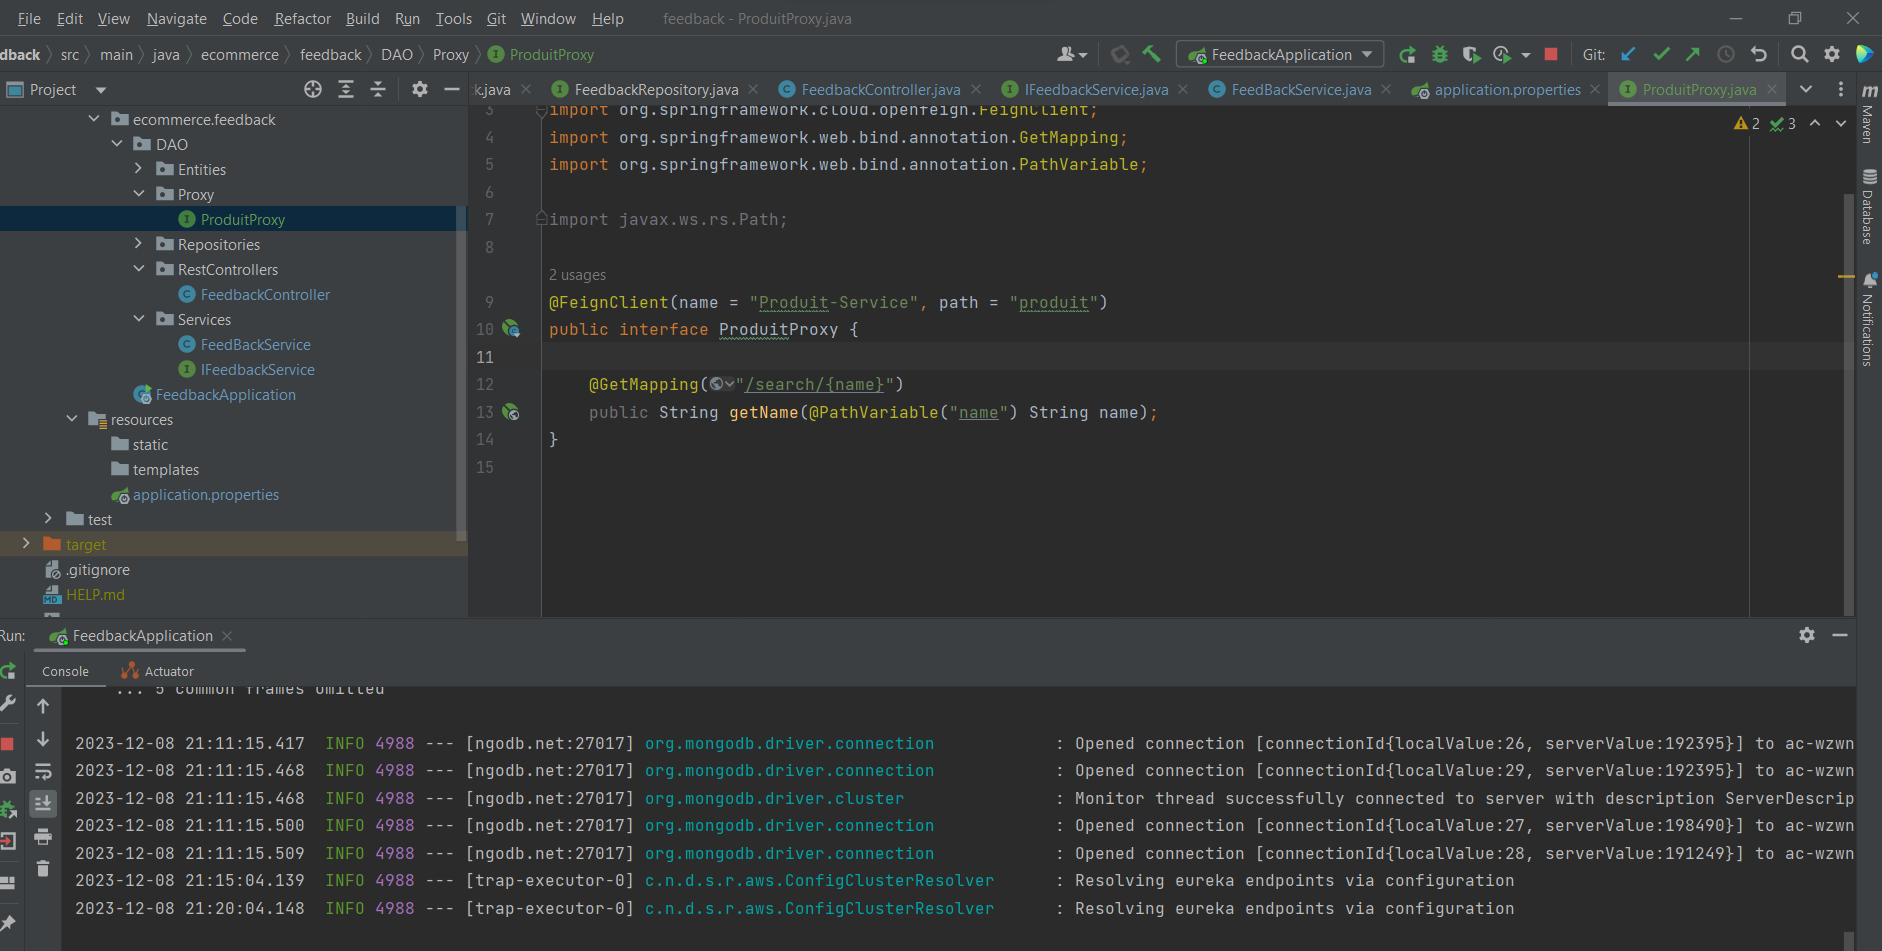 File Edit View Navigate Code Refactor Build Run Tools Git Window Help feedback - ProduitProxy.java
dback src main java ecommerce feedback DAO Proxy ProduitProxy FeedbackApplication Git:
Project
k.java FeedbackRepository.java FeedbackController.java IFeedbackService.java FeedBackService.java application.properties ProduitProxy.java
ecommerce.feedback
DAO
Entities
Proxy
ProduitProxy
Repositories
RestControllers
FeedbackController
Services
FeedBackService
IFeedbackService
FeedbackApplication
resources
static
templates
application.properties
test
target
.gitignore
HELP.md
3 import org.springframework.cloud.openfeign.FeignClient;
4 import org.springframework.web.bind.annotation.GetMapping;
5 import org.springframework.web.bind.annotation.PathVariable;
6
7 import javax.ws.rs.Path;
8
2 usages
9 @FeignClient(name = "Produit-Service", path = "produit")
10 public interface ProduitProxy {
11
12 @GetMapping("/search/{name}")
13 public String getName(@PathVariable("name") String name);
14 }
15
2 3
Maven
Database
Notifications
Run: FeedbackApplication
Console Actuator
... 5 common frames omitted
2023-12-08 21:11:15.417 INFO 4988 --- [ngodb.net:27017] org.mongodb.driver.connection : Opened connection [connectionId{localValue:26, serverValue:192395}] to ac-wzwn
2023-12-08 21:11:15.468 INFO 4988 --- [ngodb.net:27017] org.mongodb.driver.connection : Opened connection [connectionId{localValue:29, serverValue:192395}] to ac-wzwn
2023-12-08 21:11:15.468 INFO 4988 --- [ngodb.net:27017] org.mongodb.driver.cluster : Monitor thread successfully connected to server with description ServerDescrip
2023-12-08 21:11:15.500 INFO 4988 --- [ngodb.net:27017] org.mongodb.driver.connection : Opened connection [connectionId{localValue:27, serverValue:198490}] to ac-wzwn
2023-12-08 21:11:15.509 INFO 4988 --- [ngodb.net:27017] org.mongodb.driver.connection : Opened connection [connectionId{localValue:28, serverValue:191249}] to ac-wzwn
2023-12-08 21:15:04.139 INFO 4988 --- [trap-executor-0] c.n.d.s.r.aws.ConfigClusterResolver : Resolving eureka endpoints via configuration
2023-12-08 21:20:04.148 INFO 4988 --- [trap-executor-0] c.n.d.s.r.aws.ConfigClusterResolver : Resolving eureka endpoints via configuration